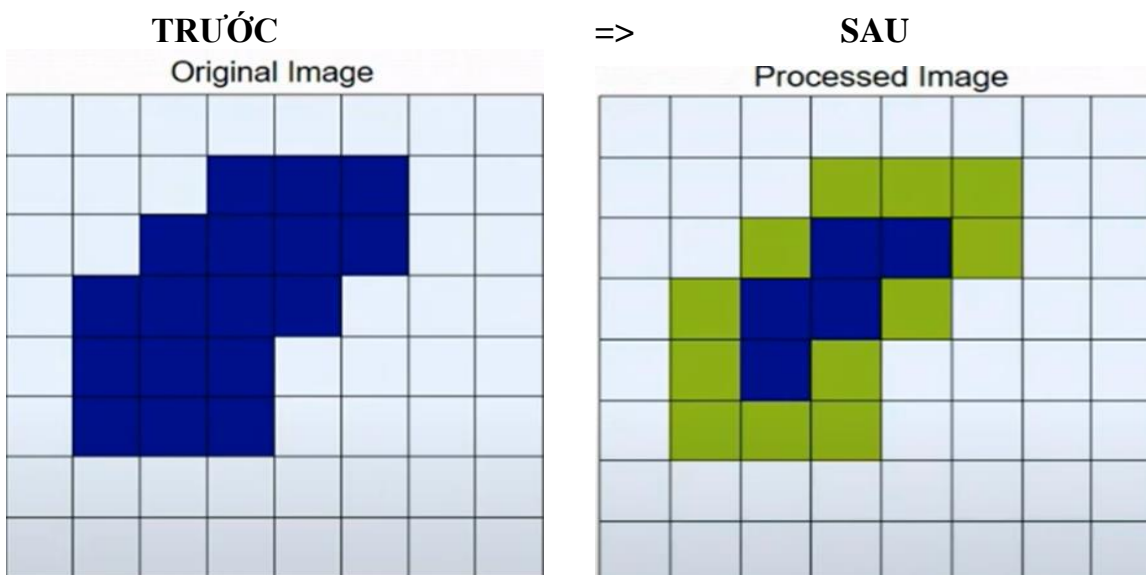 TRƯỚC => SAU
Original Image
Processed Image